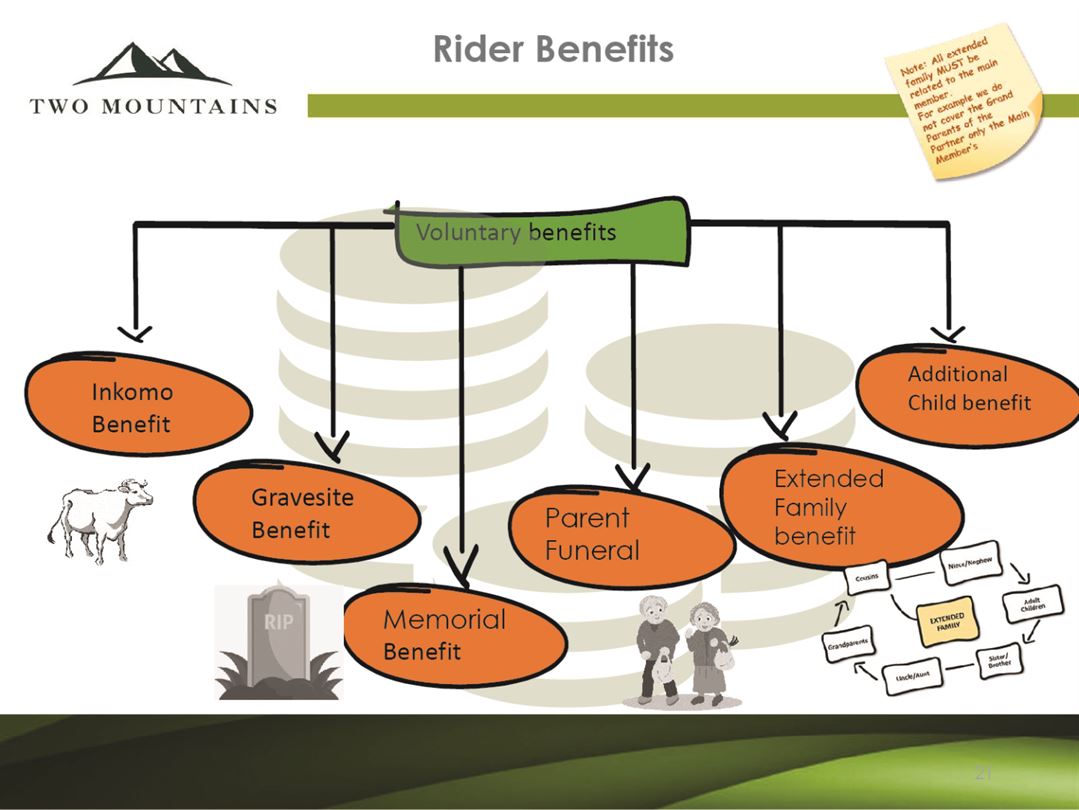 Rider Benefits
TWO MOUNTAINS
Note: All extended
family MUST be
related to the main
member.
For example we do
not cover the Grand
Parents of the
Partner only the Main
Member's
Voluntary benefits
Inkomo
Benefit
Gravesite
Benefit
Memorial
Benefit
Parent
Funeral
Extended
Family
benefit
Additional
Child benefit
RIP
Cousins
Niece/Nephew
Adult
Children
EXTENDED
FAMILY
Grandparents
Sister/
Brother
Uncle/Aunt
21